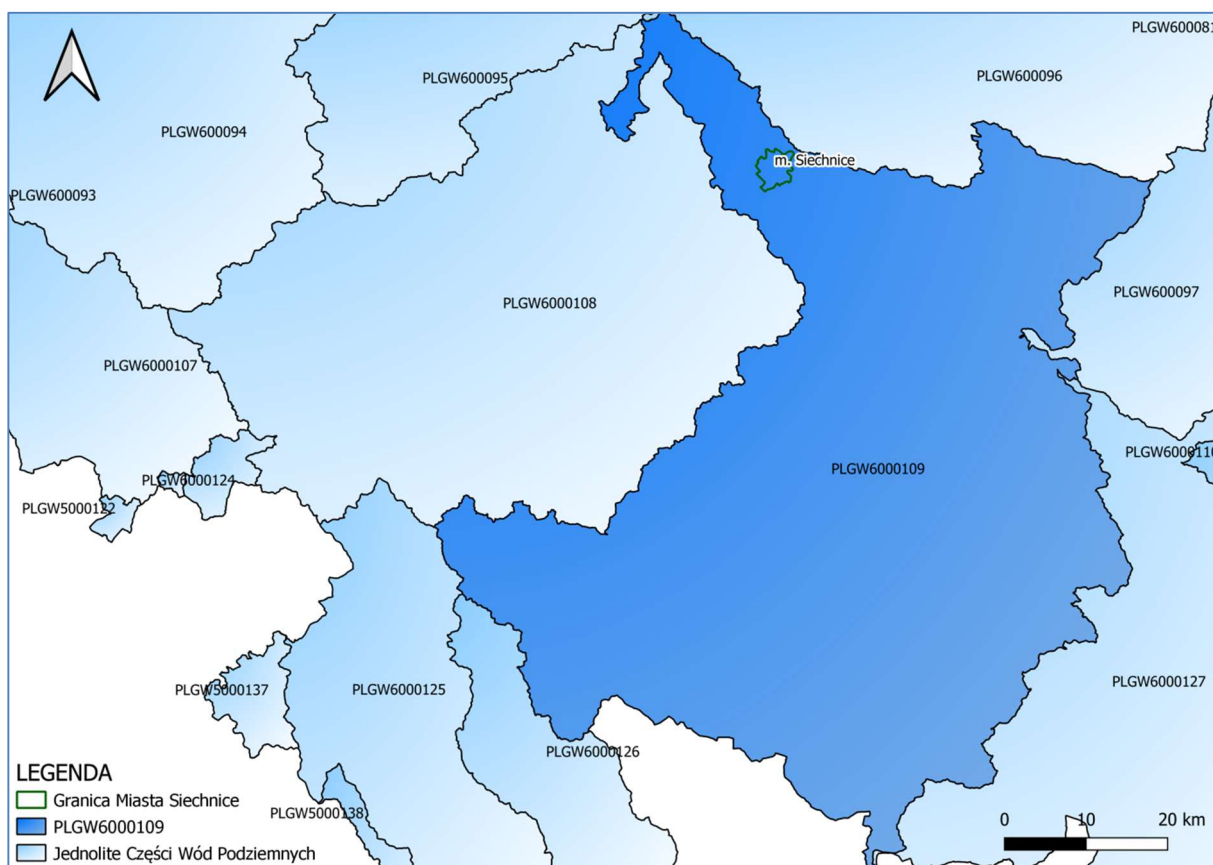 PLGW600081
PLGW600095
PLGW600096
PLGW600094
m. Siechnice
PLGW600093
PLGW600097
PLGW6000108
PLGW6000107
PLGW6000110
PLGW6000109
PLGW6000124
PLGW5000122
PLGW6000127
PLGW5000137
PLGW6000125
PLGW6000126
LEGENDA
Granica Miasta Siechnice
PLGW6000109
Jednolite Części Wód Podziemnych
PLGW5000138
0 10 20 km